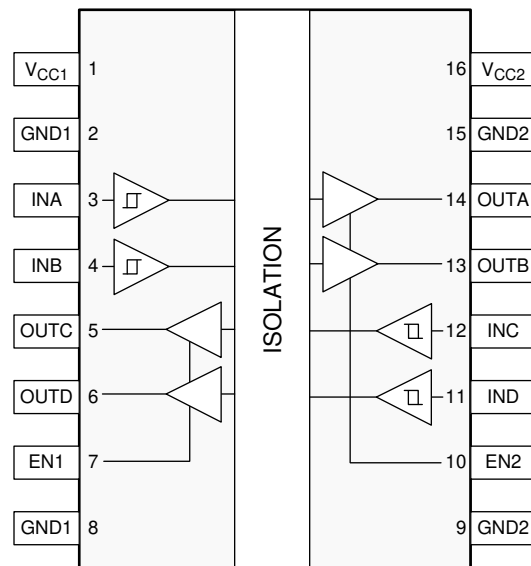 VCC1 1 16 VCC2
GND1 2 15 GND2
INA 3 14 OUTA
INB 4 13 OUTB
ISOLATION
OUTC 5 12 INC
OUTD 6 11 IND
EN1 7 10 EN2
GND1 8 9 GND2